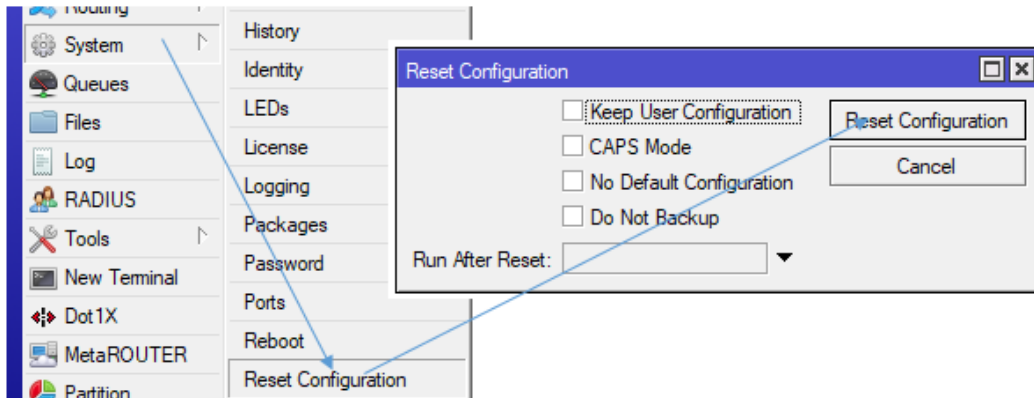 Routing
System
Queues
Files
Log
RADIUS
Tools
New Terminal
Dot1X
MetaROUTER
Partition
History
Identity
LEDs
License
Logging
Packages
Password
Ports
Reboot
Reset Configuration
Reset Configuration
Keep User Configuration
CAPS Mode
No Default Configuration
Do Not Backup
Run After Reset:
Reset Configuration
Cancel